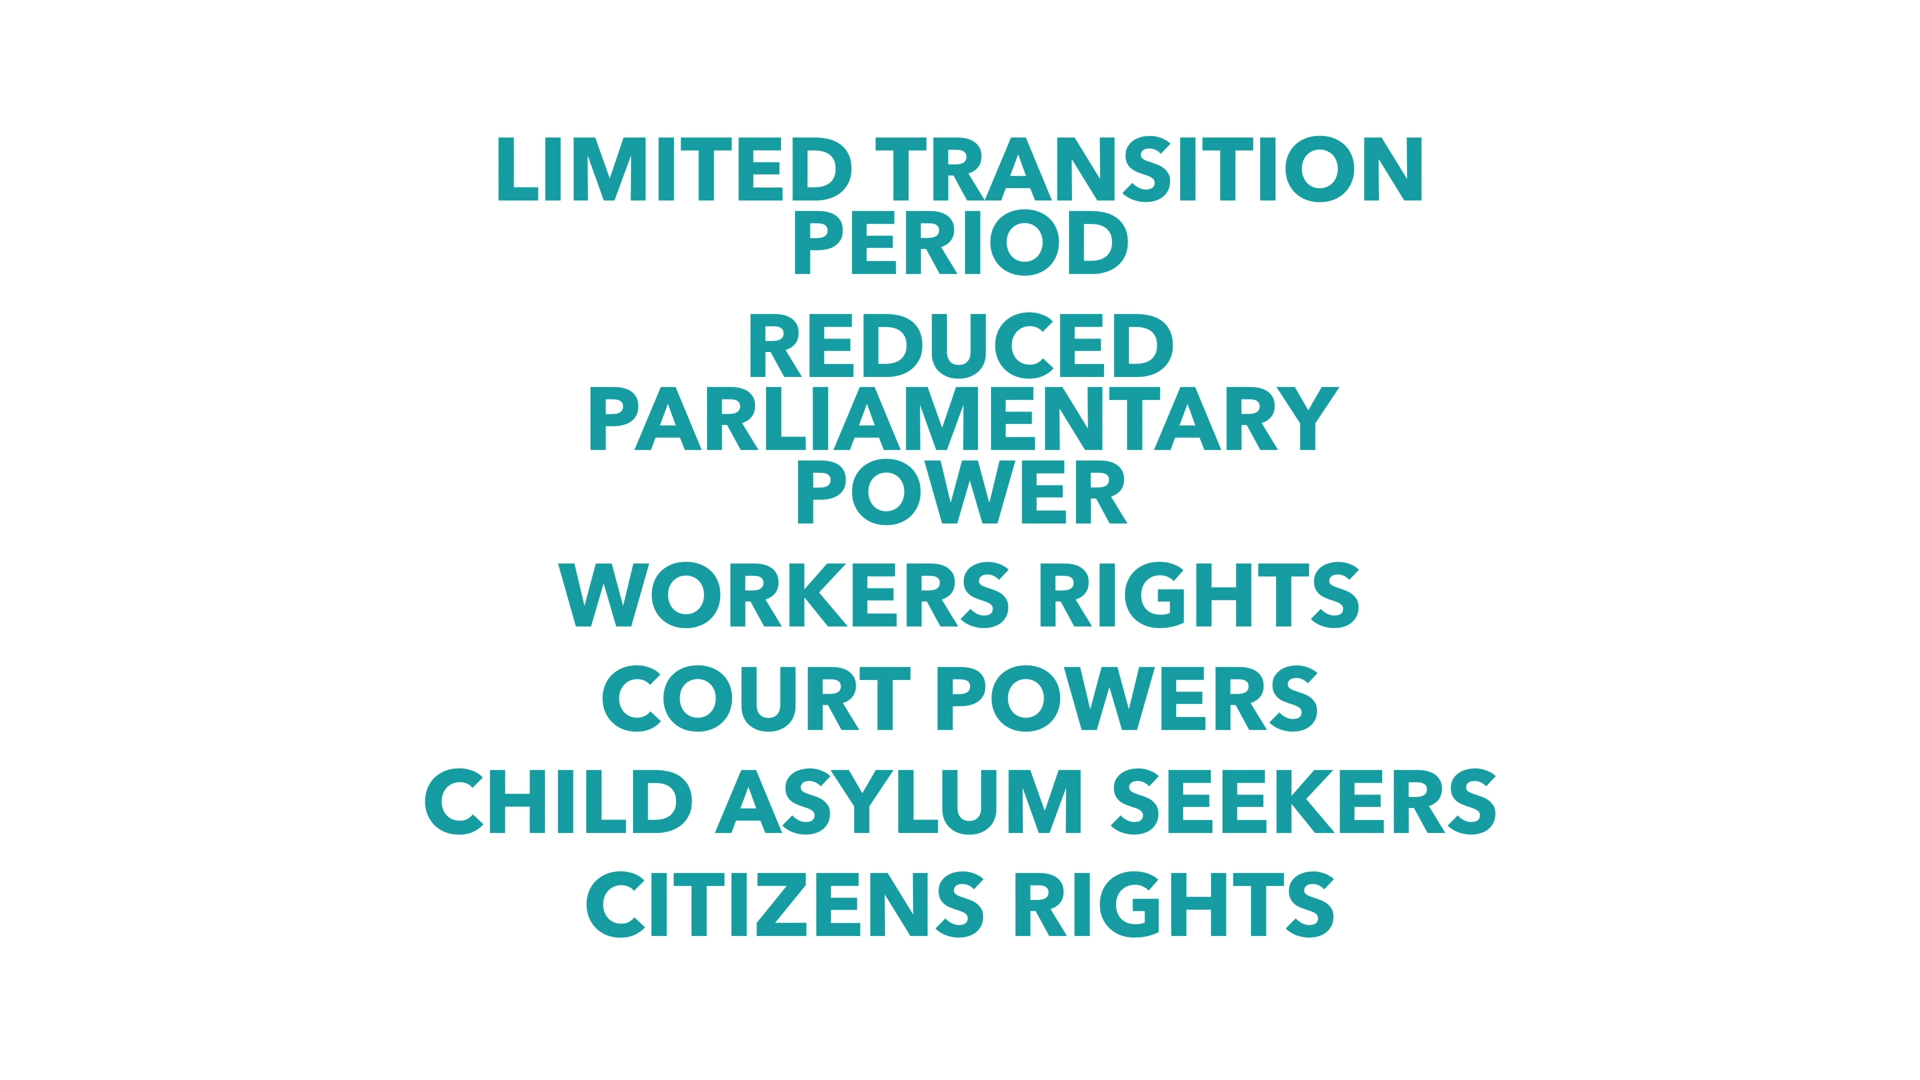 LIMITED TRANSITION
PERIOD
REDUCED
PARLIAMENTARY
POWER
WORKERS RIGHTS
COURT POWERS
CHILD ASYLUM SEEKERS
CITIZENS RIGHTS